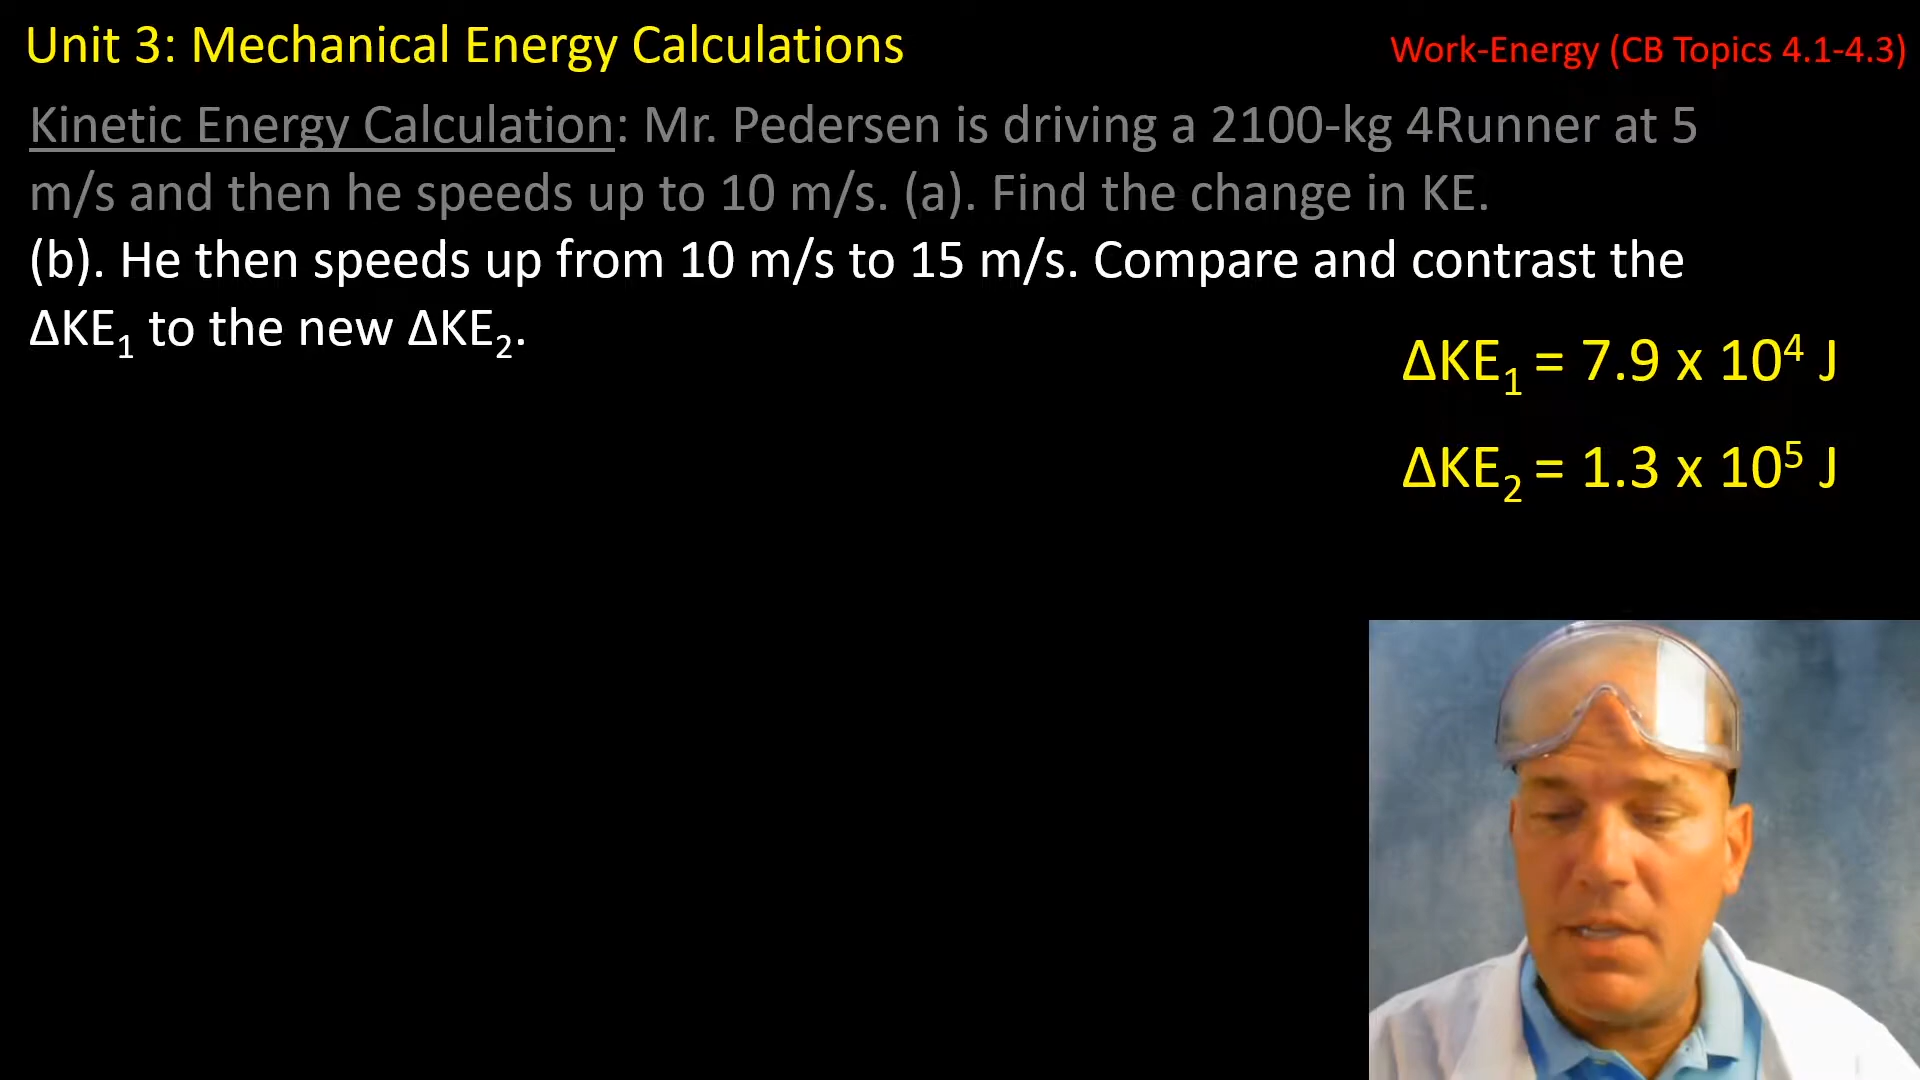 Unit 3: Mechanical Energy Calculations
Work-Energy (CB Topics 4.1-4.3)
Kinetic Energy Calculation: Mr. Pedersen is driving a 2100-kg 4Runner at 5
m/s and then he speeds up to 10 m/s. (a). Find the change in KE.
(b). He then speeds up from 10 m/s to 15 m/s. Compare and contrast the
ΔKE₁ to the new ΔKE₂.
ΔKE₁ = 7.9 x 10⁴ J
ΔKE₂ = 1.3 x 10⁵ J